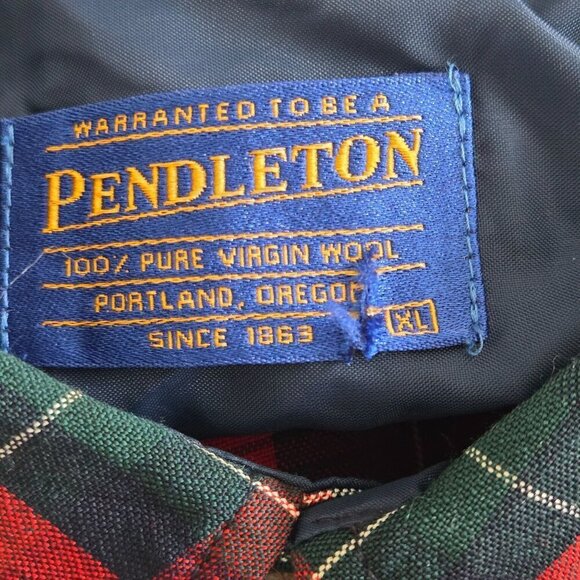 WARRANTED TO BE A
PENDLETON
100% PURE VIRGIN WOOL
PORTLAND, OREGON
SINCE 1863
XL